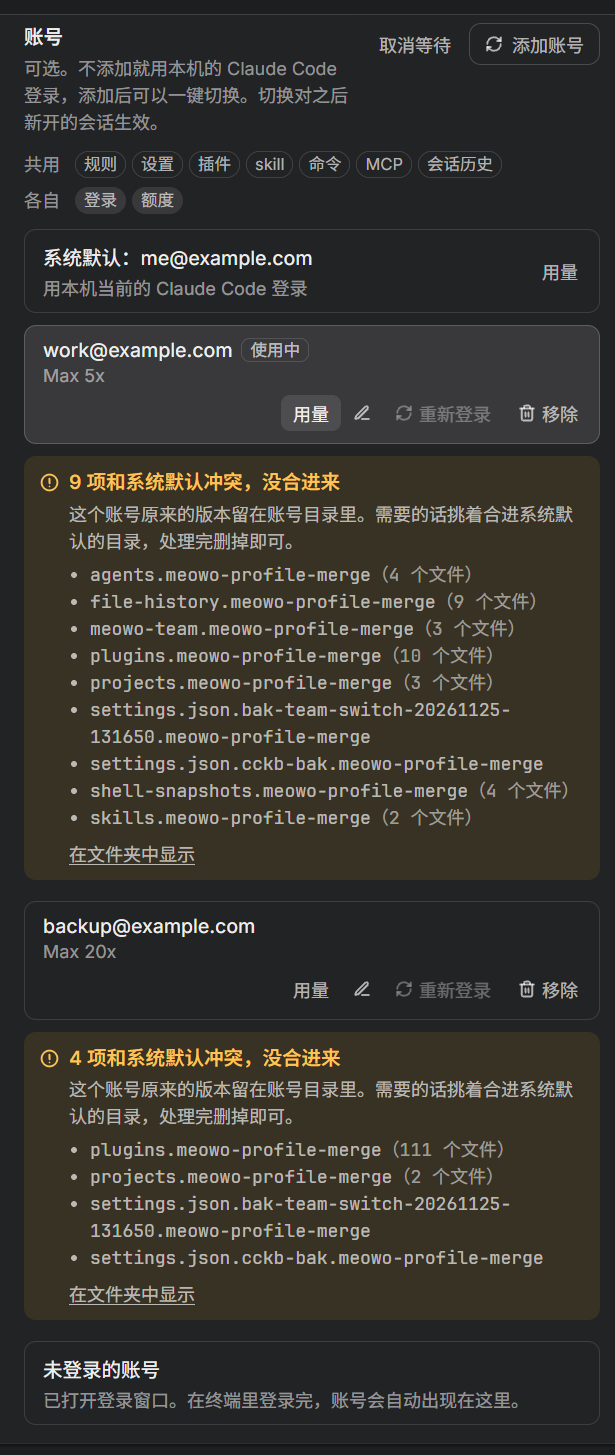 账号
取消等待
添加账号
可选。不添加就用本机的 Claude Code
登录，添加后可以一键切换。切换对之后
新开的会话生效。
共用 规则 设置 插件 skill 命令 MCP 会话历史
各自 登录 额度
系统默认：me@example.com
用本机当前的 Claude Code 登录
用量
work@example.com 使用中
Max 5x
用量 重新登录 移除
9 项和系统默认冲突，没合进来
这个账号原来的版本留在账号目录里。需要的话挑着合进系统默
认的目录，处理完删掉即可。
• agents.meowo-profile-merge（4 个文件）
• file-history.meowo-profile-merge（9 个文件）
• meowo-team.meowo-profile-merge（3 个文件）
• plugins.meowo-profile-merge（10 个文件）
• projects.meowo-profile-merge（3 个文件）
• settings.json.bak-team-switch-20261125-
131650.meowo-profile-merge
• settings.json.cckb-bak.meowo-profile-merge
• shell-snapshots.meowo-profile-merge（4 个文件）
• skills.meowo-profile-merge（2 个文件）
在文件夹中显示
backup@example.com
Max 20x
用量 重新登录 移除
4 项和系统默认冲突，没合进来
这个账号原来的版本留在账号目录里。需要的话挑着合进系统默
认的目录，处理完删掉即可。
• plugins.meowo-profile-merge（111 个文件）
• projects.meowo-profile-merge（2 个文件）
• settings.json.bak-team-switch-20261125-
131650.meowo-profile-merge
• settings.json.cckb-bak.meowo-profile-merge
在文件夹中显示
未登录的账号
已打开登录窗口。在终端里登录完，账号会自动出现在这里。